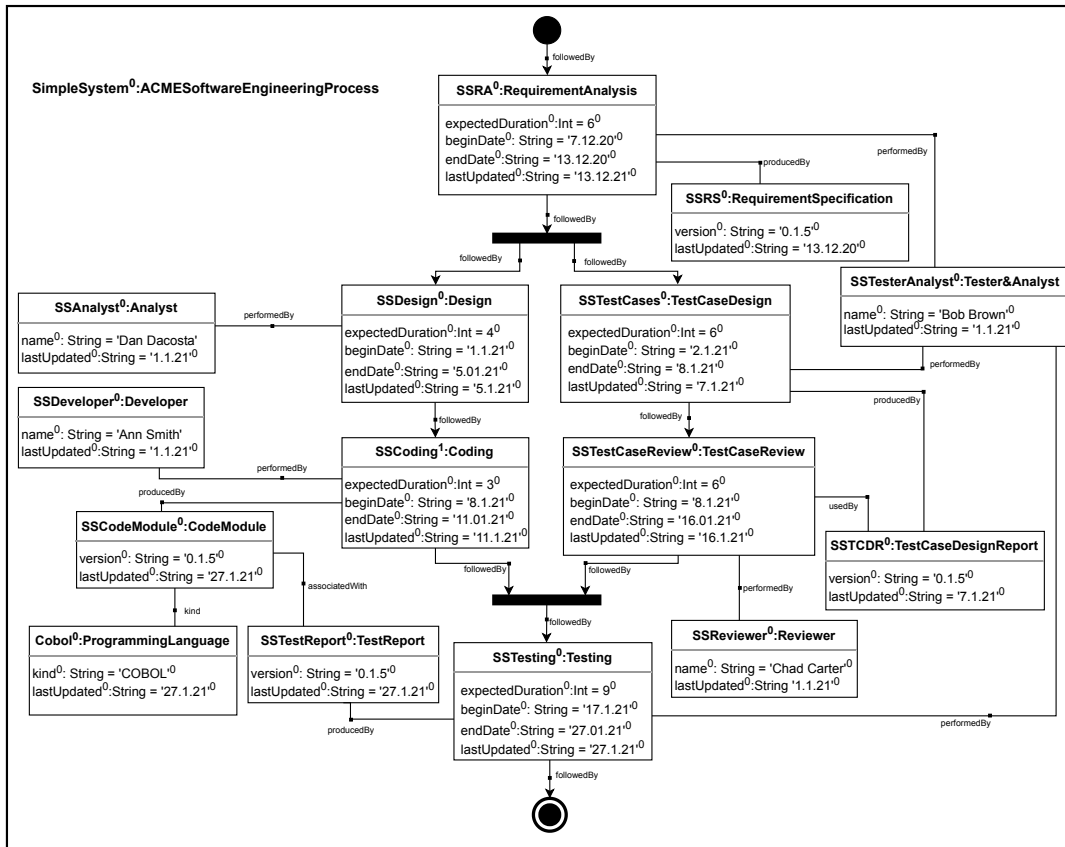 followedBy
SimpleSystem⁰:ACMESoftwareEngineeringProcess
SSRA⁰:RequirementAnalysis
expectedDuration⁰:Int = 6⁰
beginDate⁰: String = '7.12.20'⁰
endDate⁰:String = '13.12.20'⁰
lastUpdated⁰:String = '13.12.21'⁰
performedBy
producedBy
SSRS⁰:RequirementSpecification
version⁰: String = '0.1.5'⁰
lastUpdated⁰:String = '13.12.20'⁰
followedBy
followedBy
followedBy
SSTesterAnalyst⁰:Tester&Analyst
name⁰: String = 'Bob Brown'⁰
lastUpdated⁰:String = '1.1.21'⁰
SSAnalyst⁰:Analyst
name⁰: String = 'Dan Dacosta'
lastUpdated⁰:String = '1.1.21'⁰
performedBy
SSDesign⁰:Design
expectedDuration⁰:Int = 4⁰
beginDate⁰: String = '1.1.21'⁰
endDate⁰:String = '5.01.21'⁰
lastUpdated⁰:String = '5.1.21'⁰
SSTestCases⁰:TestCaseDesign
expectedDuration⁰:Int = 6⁰
beginDate⁰: String = '2.1.21'⁰
endDate⁰:String = '8.1.21'⁰
lastUpdated⁰:String = '7.1.21'⁰
performedBy
producedBy
SSDeveloper⁰:Developer
name⁰: String = 'Ann Smith'
lastUpdated⁰:String = '1.1.21'⁰
followedBy
followedBy
performedBy
SSCoding¹:Coding
expectedDuration⁰:Int = 3⁰
beginDate⁰: String = '8.1.21'⁰
endDate⁰:String = '11.01.21'⁰
lastUpdated⁰:String = '11.1.21'⁰
SSTestCaseReview⁰:TestCaseReview
expectedDuration⁰:Int = 6⁰
beginDate⁰: String = '8.1.21'⁰
endDate⁰:String = '16.01.21'⁰
lastUpdated⁰:String = '16.1.21'⁰
usedBy
producedBy
SSCodeModule⁰:CodeModule
version⁰: String = '0.1.5'⁰
lastUpdated⁰:String = '27.1.21'⁰
SSTCDR⁰:TestCaseDesignReport
version⁰: String = '0.1.5'⁰
lastUpdated⁰:String = '7.1.21'⁰
associatedWith
followedBy
followedBy
performedBy
kind
followedBy
Cobol⁰:ProgrammingLanguage
kind⁰: String = 'COBOL'⁰
lastUpdated⁰:String = '27.1.21'⁰
SSTestReport⁰:TestReport
version⁰: String = '0.1.5'⁰
lastUpdated⁰:String = '27.1.21'⁰
SSTesting⁰:Testing
expectedDuration⁰:Int = 9⁰
beginDate⁰: String = '17.1.21'⁰
endDate⁰:String = '27.01.21'⁰
lastUpdated⁰:String = '27.1.21'⁰
SSReviewer⁰:Reviewer
name⁰: String = 'Chad Carter'⁰
lastUpdated⁰:String '1.1.21'⁰
producedBy
performedBy
followedBy